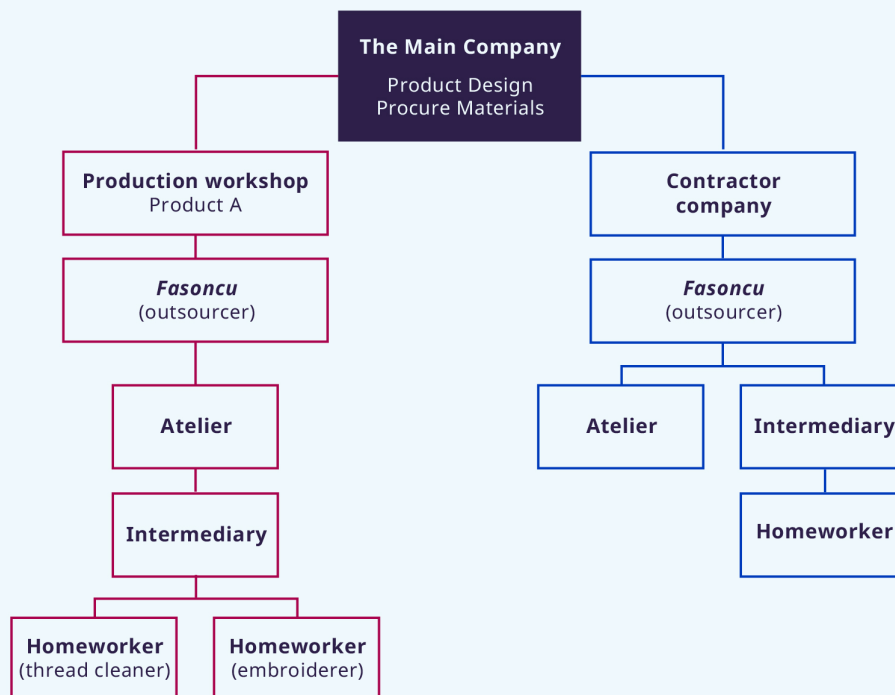 The Main Company
Product Design
Procure Materials
Production workshop
Product A
Contractor
company
Fasoncu
(outsourcer)
Fasoncu
(outsourcer)
Atelier
Atelier
Intermediary
Intermediary
Homeworker
Homeworker
(thread cleaner)
Homeworker
(embroiderer)